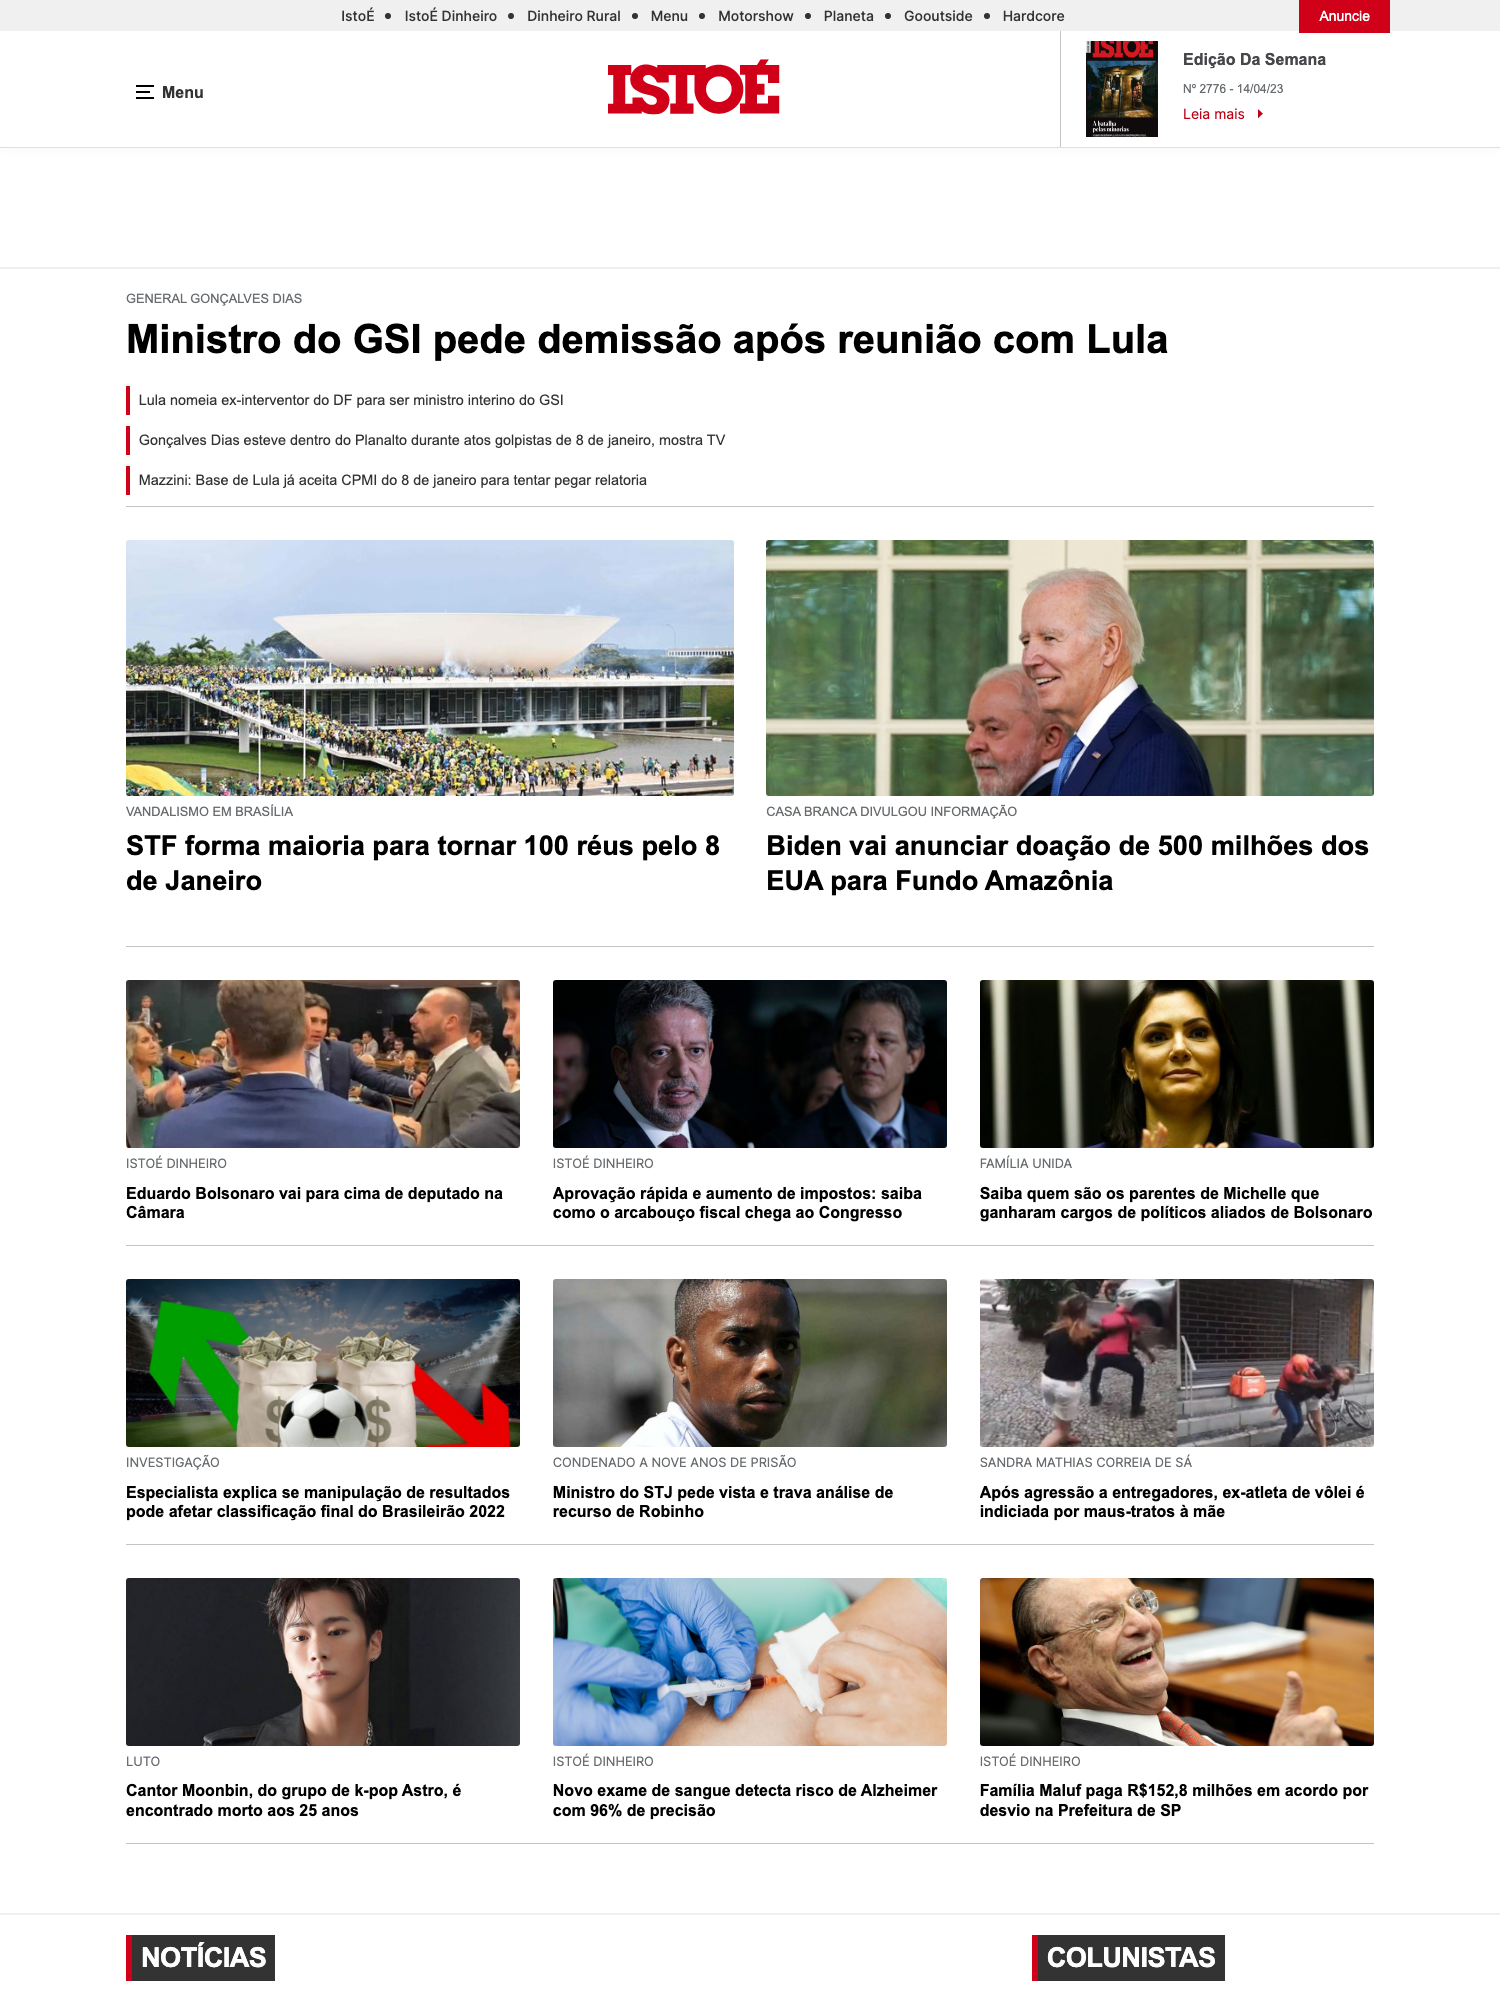 IstoÉ • IstoÉ Dinheiro • Dinheiro Rural • Menu • Motorshow • Planeta • Gooutside • Hardcore
Anuncie
Menu
ISTOÉ
ISTOÉ
A batalha
pelas minorias
Edição Da Semana
Nº 2776 - 14/04/23
Leia mais
GENERAL GONÇALVES DIAS
Ministro do GSI pede demissão após reunião com Lula
Lula nomeia ex-interventor do DF para ser ministro interino do GSI
Gonçalves Dias esteve dentro do Planalto durante atos golpistas de 8 de janeiro, mostra TV
Mazzini: Base de Lula já aceita CPMI do 8 de janeiro para tentar pegar relatoria
VANDALISMO EM BRASÍLIA
STF forma maioria para tornar 100 réus pelo 8
de Janeiro
CASA BRANCA DIVULGOU INFORMAÇÃO
Biden vai anunciar doação de 500 milhões dos
EUA para Fundo Amazônia
ISTOÉ DINHEIRO
Eduardo Bolsonaro vai para cima de deputado na
Câmara
ISTOÉ DINHEIRO
Aprovação rápida e aumento de impostos: saiba
como o arcabouço fiscal chega ao Congresso
FAMÍLIA UNIDA
Saiba quem são os parentes de Michelle que
ganharam cargos de políticos aliados de Bolsonaro
$ $
INVESTIGAÇÃO
Especialista explica se manipulação de resultados
pode afetar classificação final do Brasileirão 2022
CONDENADO A NOVE ANOS DE PRISÃO
Ministro do STJ pede vista e trava análise de
recurso de Robinho
SANDRA MATHIAS CORREIA DE SÁ
Após agressão a entregadores, ex-atleta de vôlei é
indiciada por maus-tratos à mãe
LUTO
Cantor Moonbin, do grupo de k-pop Astro, é
encontrado morto aos 25 anos
ISTOÉ DINHEIRO
Novo exame de sangue detecta risco de Alzheimer
com 96% de precisão
ISTOÉ DINHEIRO
Família Maluf paga R$152,8 milhões em acordo por
desvio na Prefeitura de SP
NOTÍCIAS
COLUNISTAS